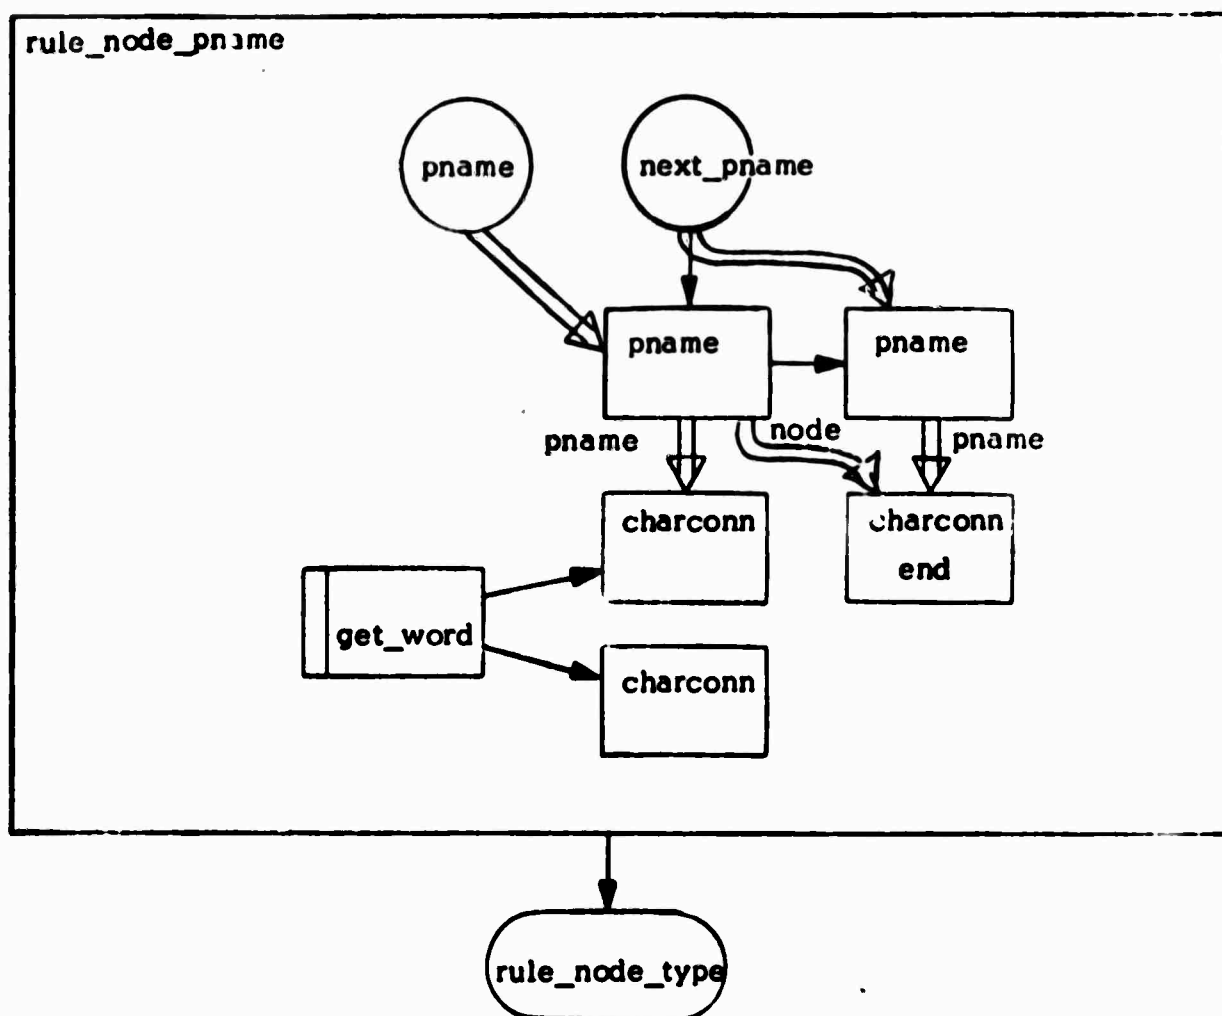 rule_node_pname
pname
next_pname
pname
pname
pname
node
pname
charconn
charconn
end
get_word
charconn
rule_node_type